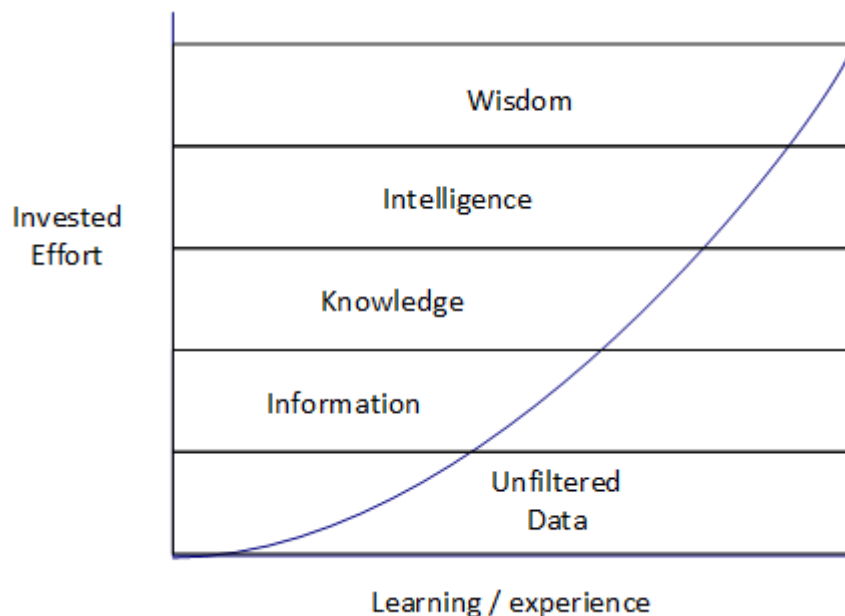 Wisdom
Intelligence
Invested
Effort
Knowledge
Information
Unfiltered
Data
Learning / experience